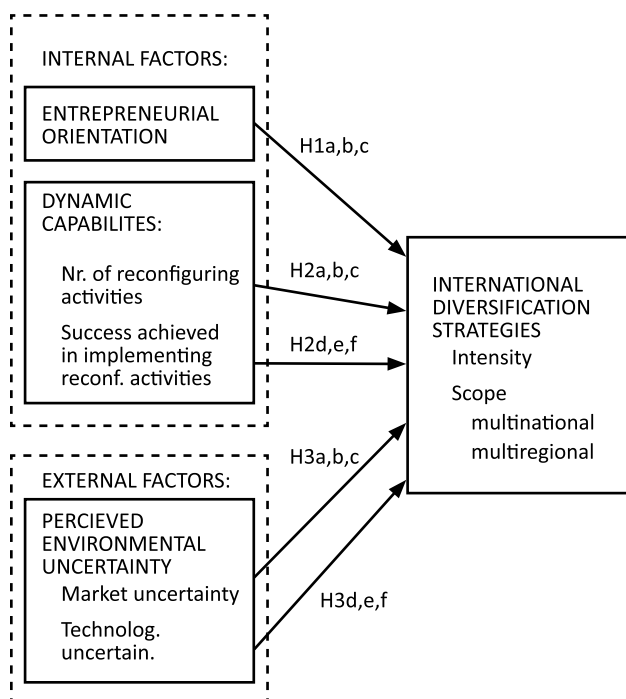 INTERNAL FACTORS:
ENTREPRENEURIAL
ORIENTATION
H1a,b,c
DYNAMIC
CAPABILITES:
Nr. of reconfiguring
activities
H2a,b,c
Success achieved
in implementing
reconf. activities
H2d,e,f
INTERNATIONAL
DIVERSIFICATION
STRATEGIES
Intensity
Scope
multinational
multiregional
EXTERNAL FACTORS:
PERCIEVED
ENVIRONMENTAL
UNCERTAINTY
Market uncertainty
H3a,b,c
Technolog.
uncertain.
H3d,e,f